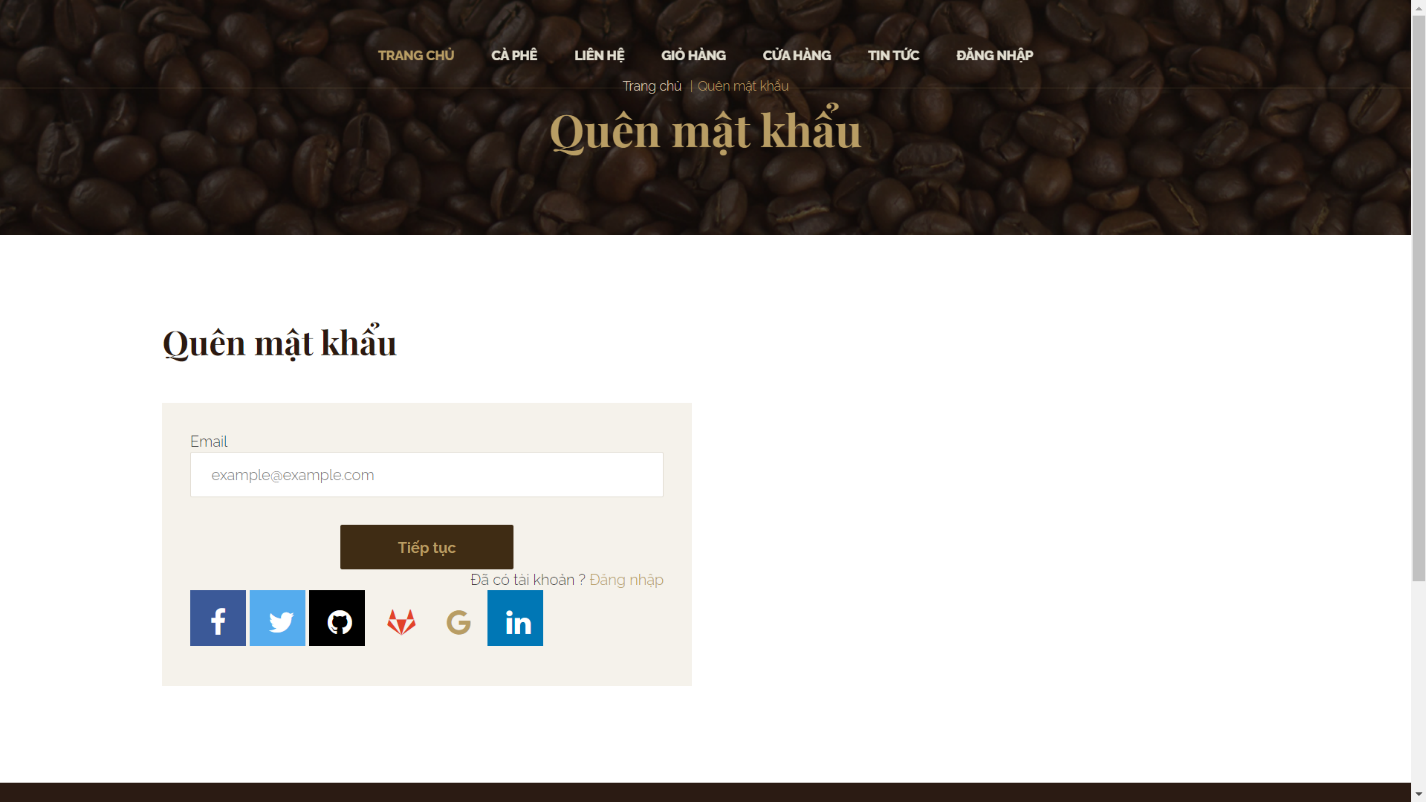 TRANG CHỦ CÀ PHÊ LIÊN HỆ GIỎ HÀNG CỬA HÀNG TIN TỨC ĐĂNG NHẬP
Trang chủ | Quên mật khẩu
Quên mật khẩu
Quên mật khẩu
Email
example@example.com
Tiếp tục
Đã có tài khoản ? Đăng nhập